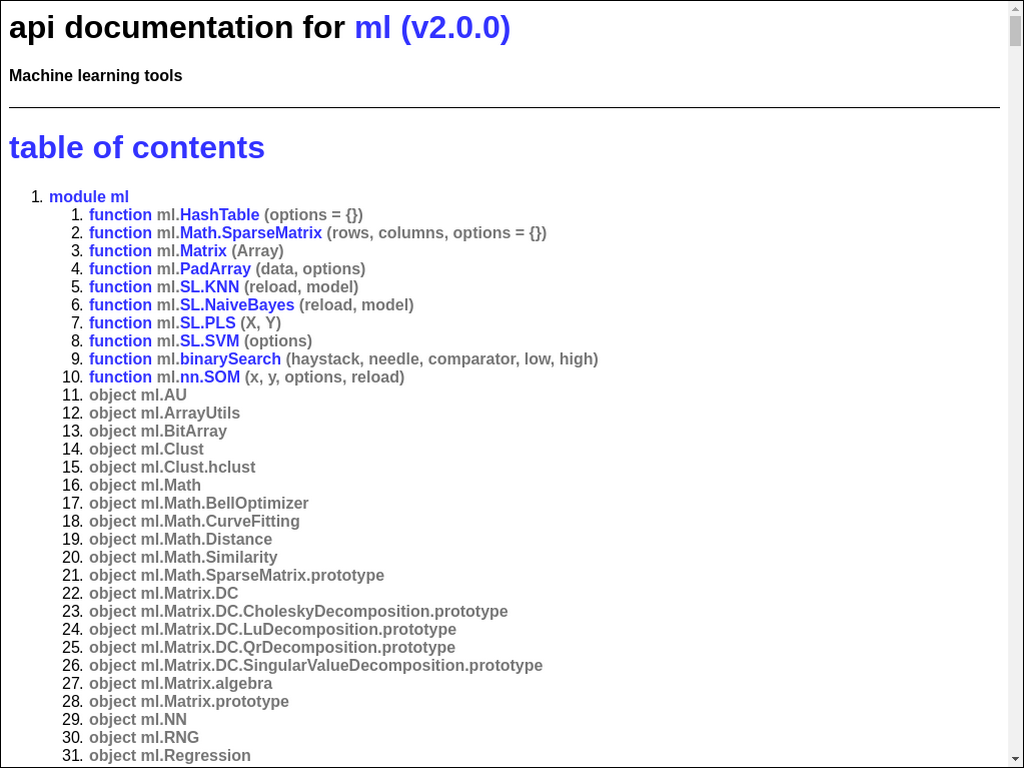 api documentation for ml (v2.0.0)
Machine learning tools
table of contents
1. module ml
1. function ml.HashTable (options = {})
2. function ml.Math.SparseMatrix (rows, columns, options = {})
3. function ml.Matrix (Array)
4. function ml.PadArray (data, options)
5. function ml.SL.KNN (reload, model)
6. function ml.SL.NaiveBayes (reload, model)
7. function ml.SL.PLS (X, Y)
8. function ml.SL.SVM (options)
9. function ml.binarySearch (haystack, needle, comparator, low, high)
10. function ml.nn.SOM (x, y, options, reload)
11. object ml.AU
12. object ml.ArrayUtils
13. object ml.BitArray
14. object ml.Clust
15. object ml.Clust.hclust
16. object ml.Math
17. object ml.Math.BellOptimizer
18. object ml.Math.CurveFitting
19. object ml.Math.Distance
20. object ml.Math.Similarity
21. object ml.Math.SparseMatrix.prototype
22. object ml.Matrix.DC
23. object ml.Matrix.DC.CholeskyDecomposition.prototype
24. object ml.Matrix.DC.LuDecomposition.prototype
25. object ml.Matrix.DC.QrDecomposition.prototype
26. object ml.Matrix.DC.SingularValueDecomposition.prototype
27. object ml.Matrix.algebra
28. object ml.Matrix.prototype
29. object ml.NN
30. object ml.RNG
31. object ml.Regression